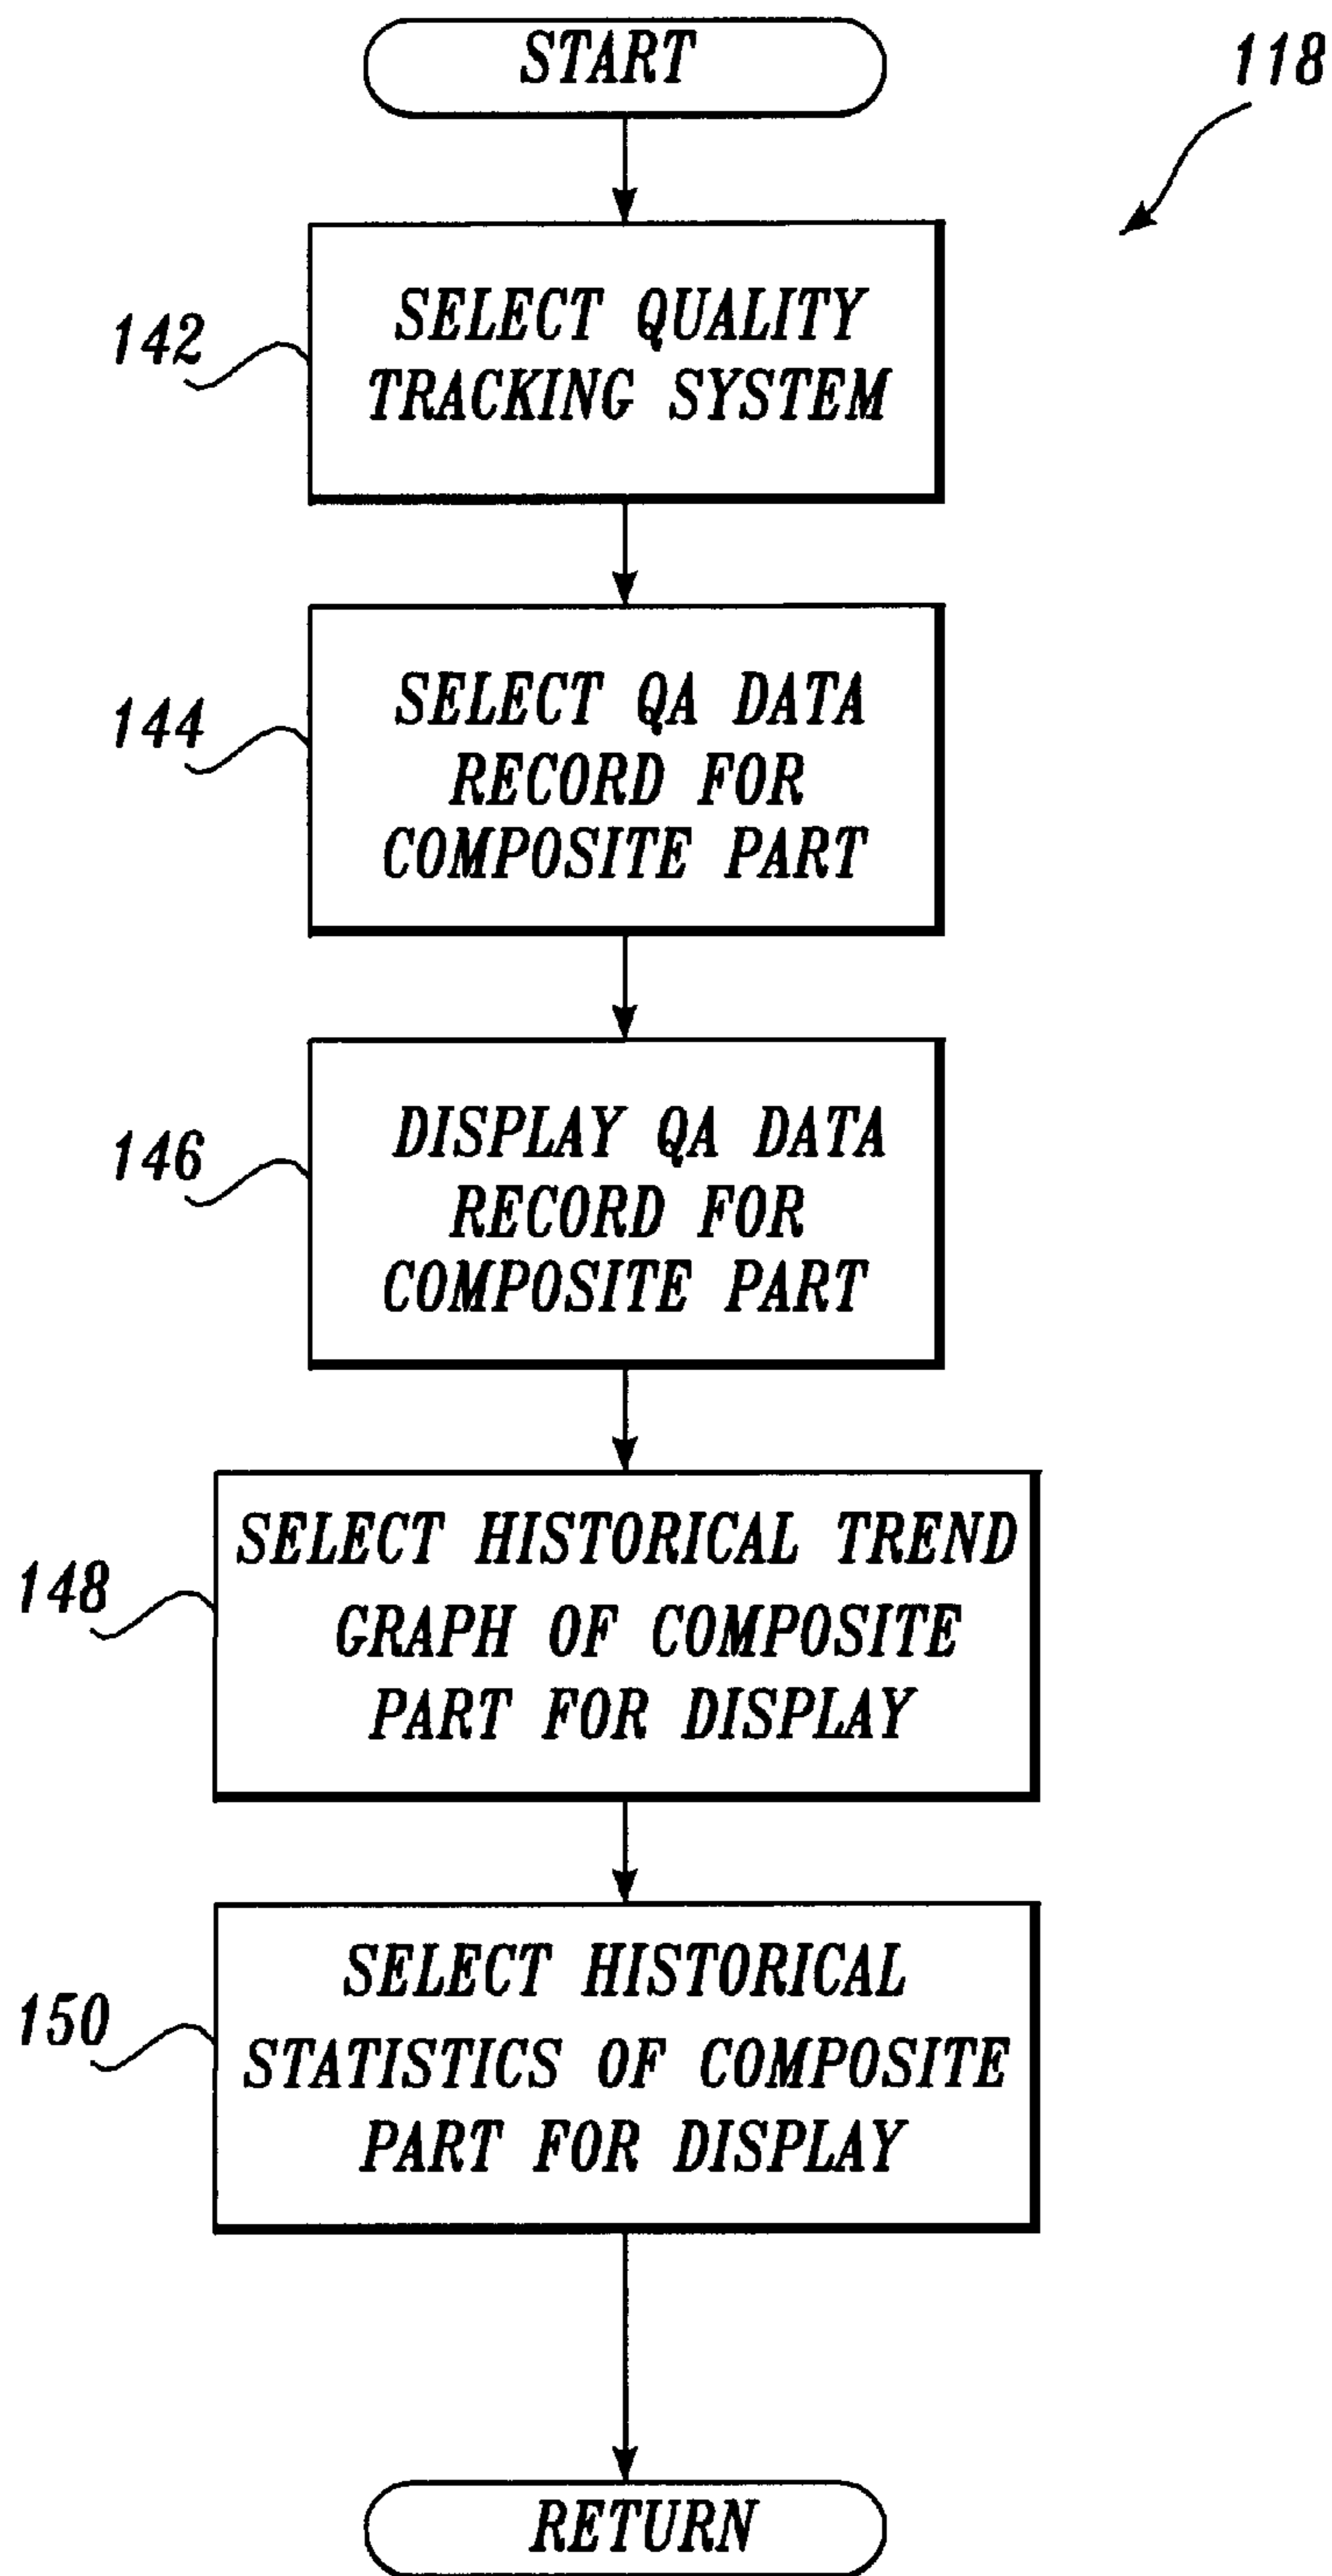 START
118
142
SELECT QUALITY
TRACKING SYSTEM
144
SELECT QA DATA
RECORD FOR
COMPOSITE PART
146
DISPLAY QA DATA
RECORD FOR
COMPOSITE PART
148
SELECT HISTORICAL TREND
GRAPH OF COMPOSITE
PART FOR DISPLAY
150
SELECT HISTORICAL
STATISTICS OF COMPOSITE
PART FOR DISPLAY
RETURN